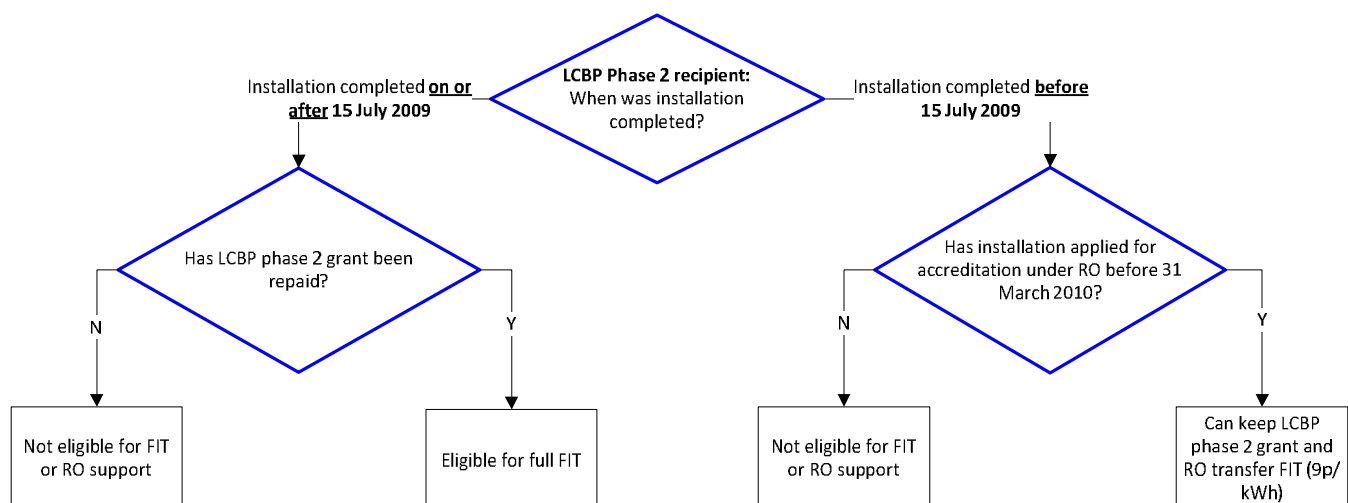 LCBP Phase 2 recipient:
When was installation
completed?
Installation completed on or
after 15 July 2009
Installation completed before
15 July 2009
Has LCBP phase 2 grant been
repaid?
Has installation applied for
accreditation under RO before 31
March 2010?
N
Y
N
Y
Not eligible for FIT
or RO support
Eligible for full FIT
Not eligible for FIT
or RO support
Can keep LCBP
phase 2 grant and
RO transfer FIT (9p/
kWh)